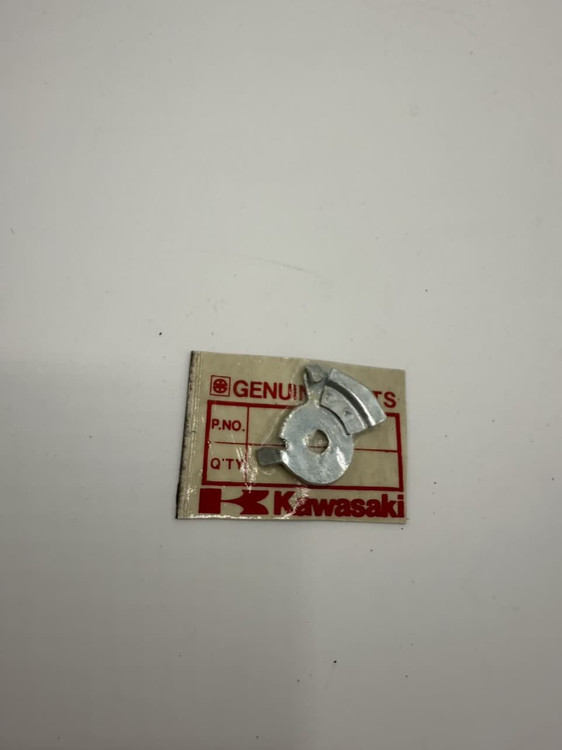 GENUIN TS
P.NO.
Q'TY
Kawasaki